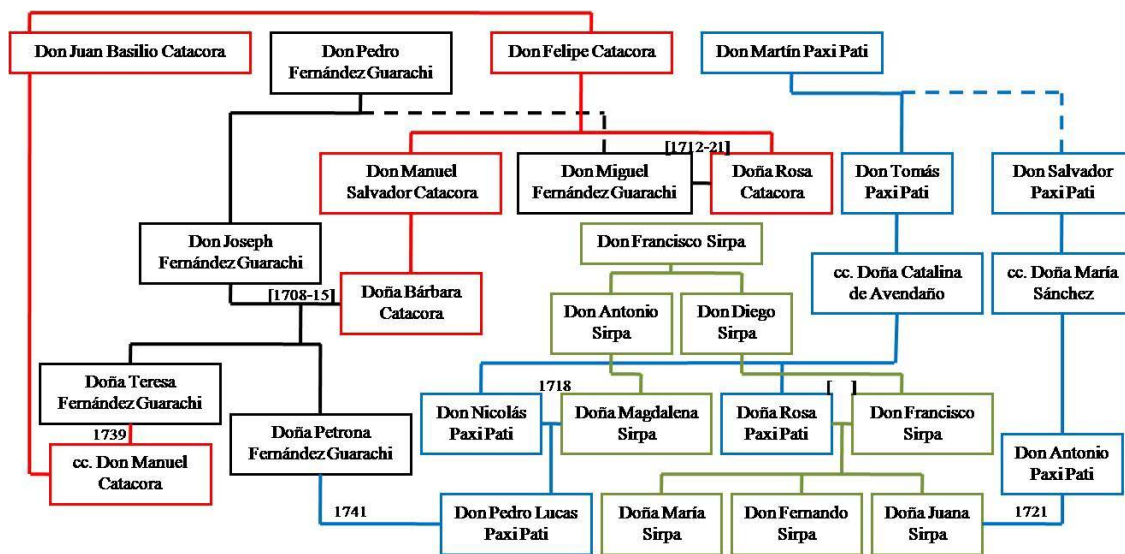 Don Juan Basilio Catacora
Don Pedro
Fernández Guarachi
Don Felipe Catacora
Don Martín Paxi Pati
Don Manuel
Salvador Catacora
Don Miguel
Fernández Guarachi
[1712-21]
Doña Rosa
Catacora
Don Tomás
Paxi Pati
Don Salvador
Paxi Pati
Don Joseph
Fernández Guarachi
Don Francisco Sirpa
cc. Doña Catalina
de Avendaño
cc. Doña María
Sánchez
[1708-15]
Doña Bárbara
Catacora
Don Antonio
Sirpa
Don Diego
Sirpa
Doña Teresa
Fernández Guarachi
Doña Petrona
Fernández Guarachi
Don Nicolás
Paxi Pati
1718
Doña Magdalena
Sirpa
Doña Rosa
Paxi Pati
[ ]
Don Francisco
Sirpa
1739
cc. Don Manuel
Catacora
Don Antonio
Paxi Pati
1741
Don Pedro Lucas
Paxi Pati
Doña María
Sirpa
Don Fernando
Sirpa
Doña Juana
Sirpa
1721